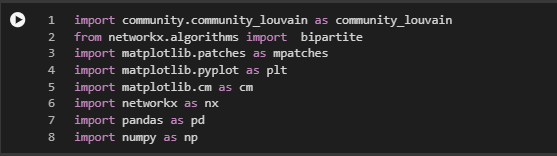 1 import community.community_louvain as community_louvain
2 from networkx.algorithms import  bipartite
3 import matplotlib.patches as mpatches
4 import matplotlib.pyplot as plt
5 import matplotlib.cm as cm
6 import networkx as nx
7 import pandas as pd
8 import numpy as np